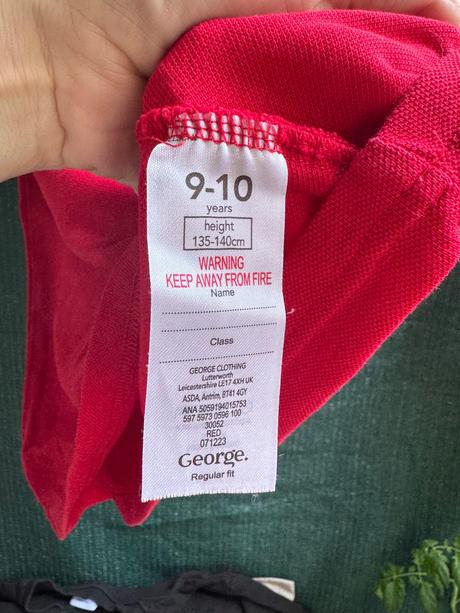 9-10
years
height
135-140cm
WARNING
KEEP AWAY FROM FIRE
Name
Class
GEORGE CLOTHING
Lutterworth
Leicestershire LE17 4XH UK
ASDA, Antrim, BT41 4GY
ANA 5059194015753
597 5973 0596 100
30052
RED
071223
George.
Regular fit